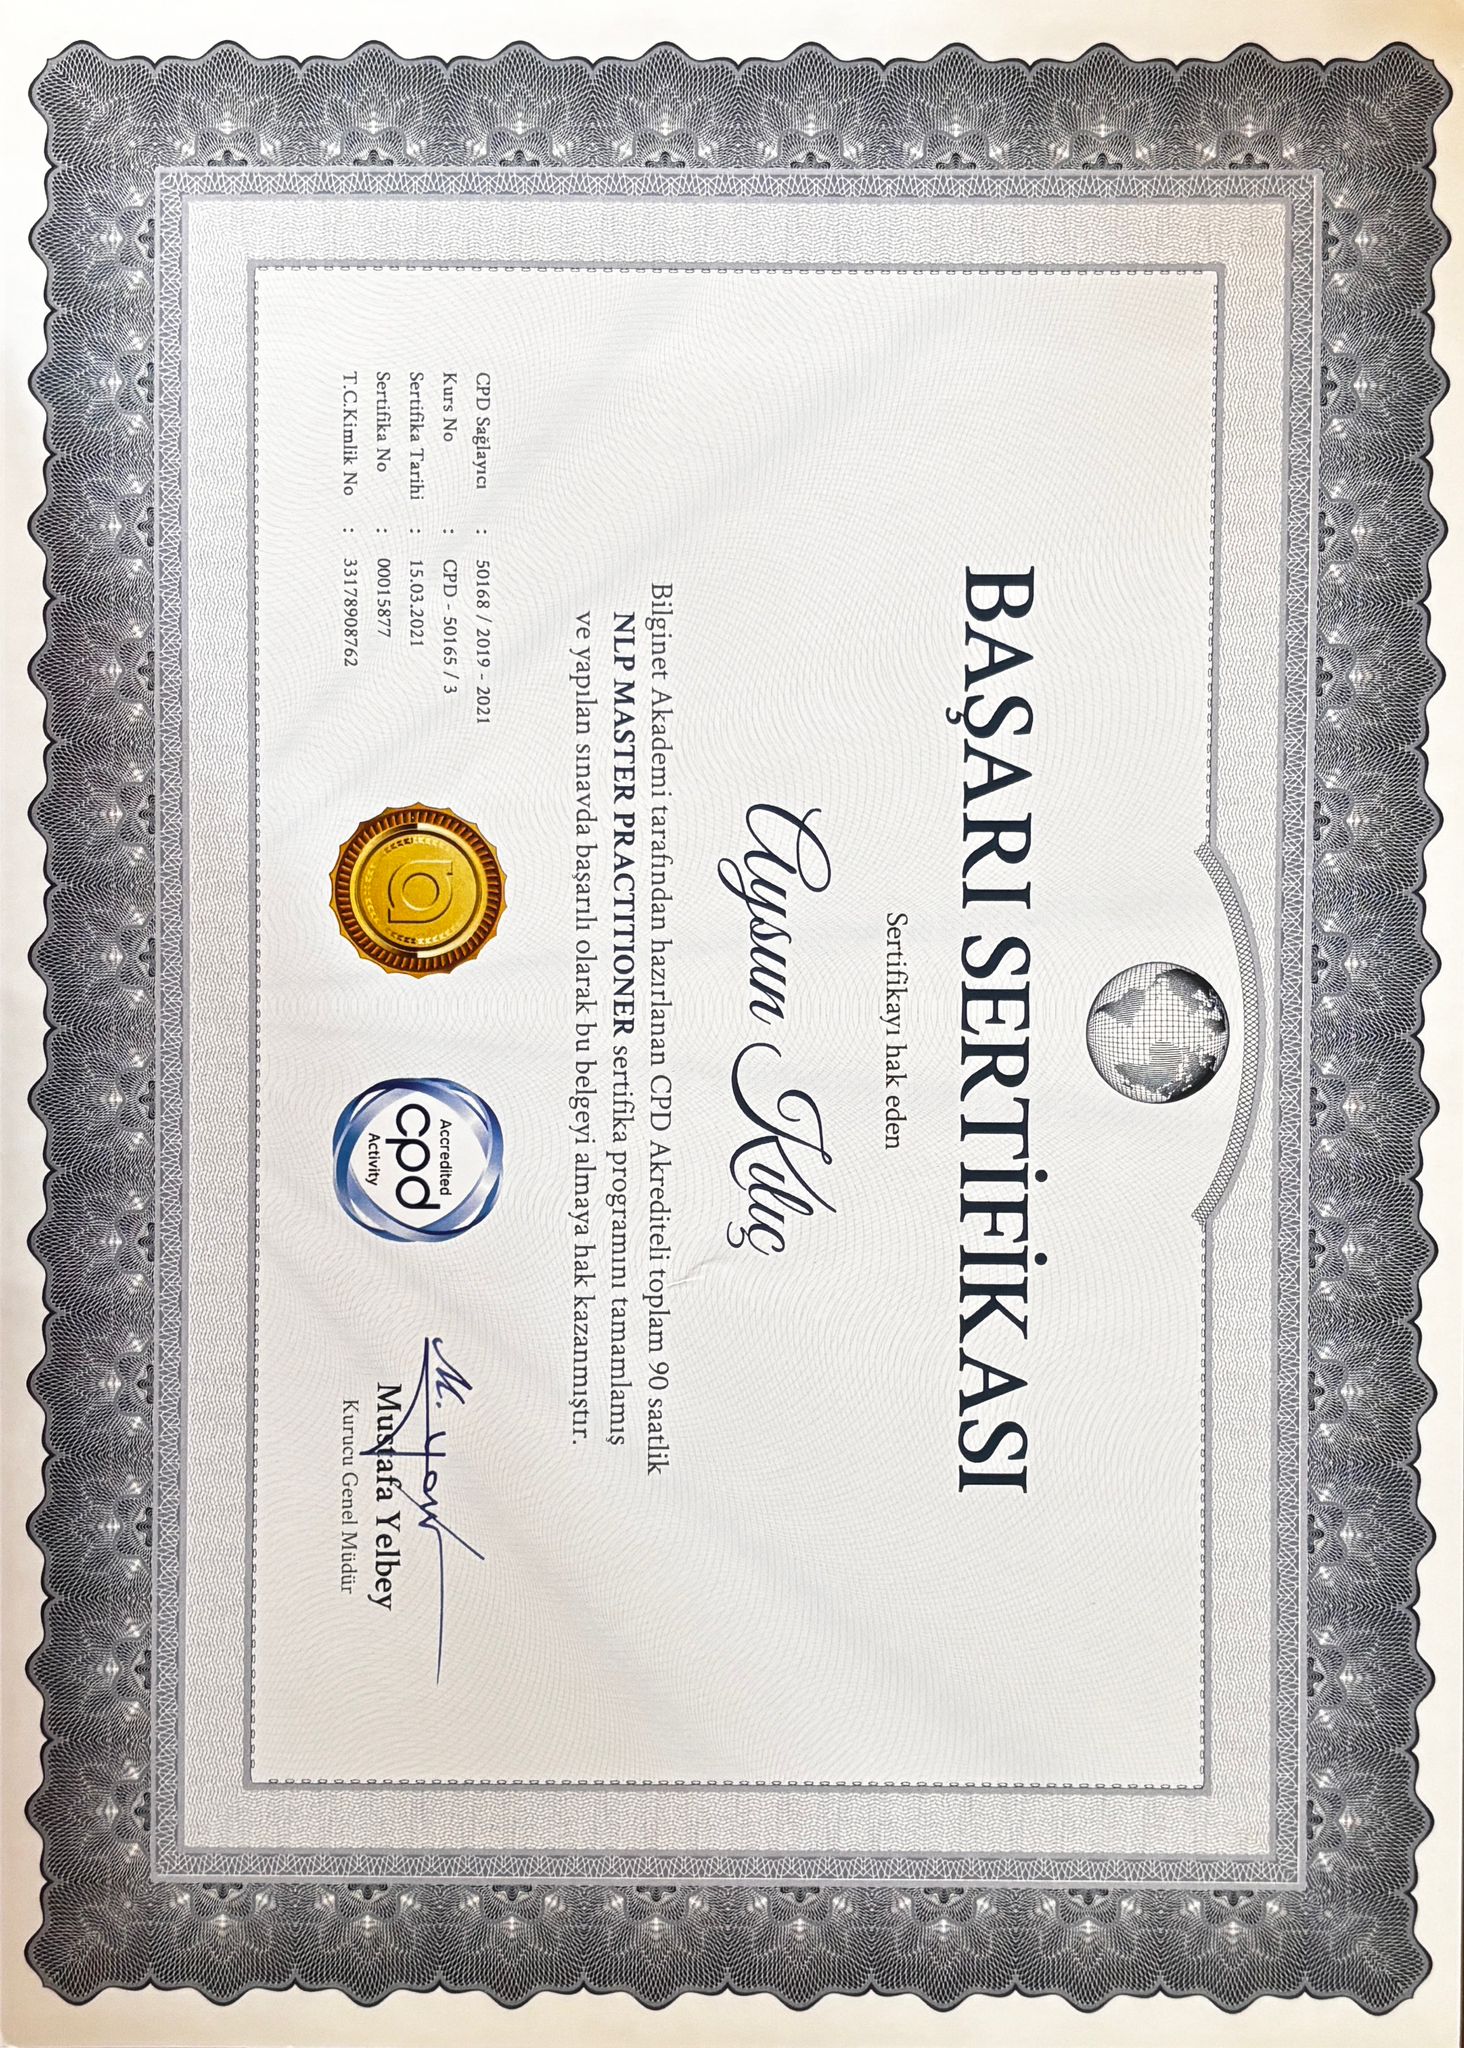 BAŞARI SERTİFİKASI
Sertifikayı hak eden
Aysun Kılıç
Bilginet Akademi tarafından hazırlanan CPD Akrediteli toplam 90 saatlik
NLP MASTER PRACTITIONER sertifika programını tamamlamış
ve yapılan sınavda başarılı olarak bu belgeyi almaya hak kazanmıştır.
CPD Sağlayıcı : 50168 / 2019 - 2021
Kurs No : CPD - 50165 / 3
Sertifika Tarihi : 15.03.2021
Sertifika No : 00015877
T.C.Kimlik No : 33178908762
Accredited
cpd
Activity
Mustafa Yelbey
Kurucu Genel Müdür